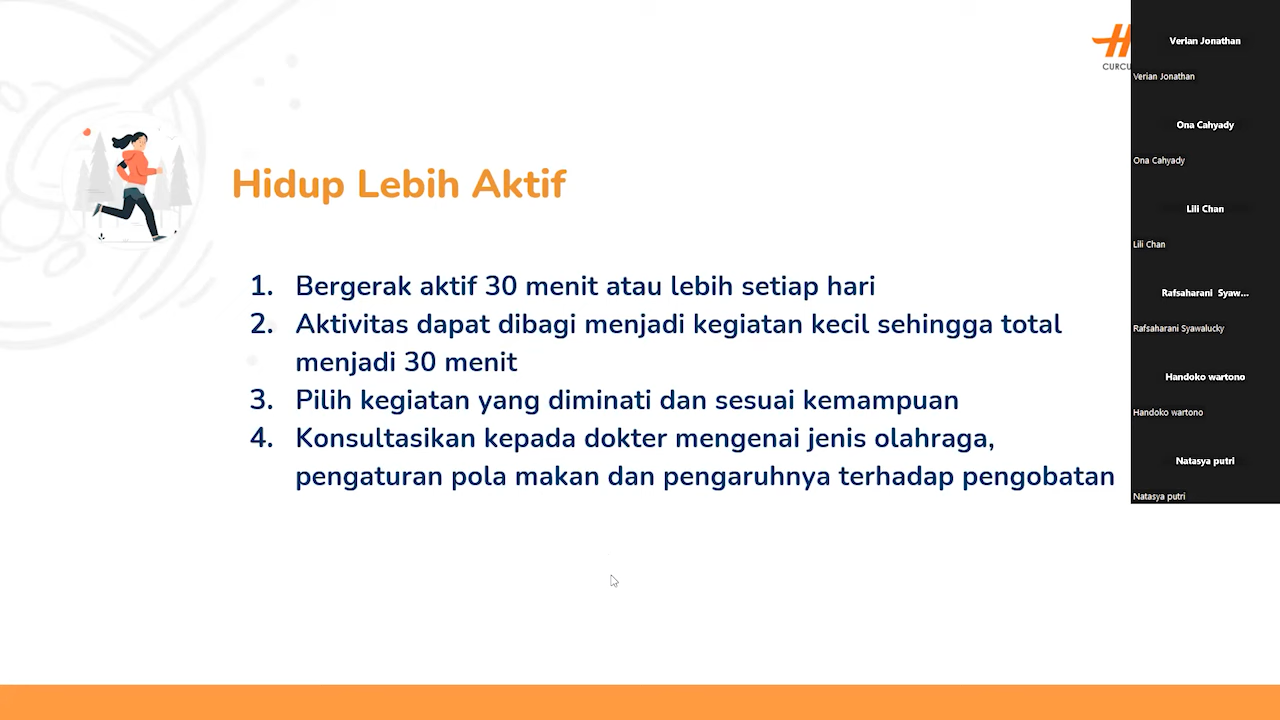 CURCU
Hidup Lebih Aktif
1. Bergerak aktif 30 menit atau lebih setiap hari
2. Aktivitas dapat dibagi menjadi kegiatan kecil sehingga total
menjadi 30 menit
3. Pilih kegiatan yang diminati dan sesuai kemampuan
4. Konsultasikan kepada dokter mengenai jenis olahraga,
pengaturan pola makan dan pengaruhnya terhadap pengobatan
Verian Jonathan
Verian Jonathan
Ona Cahyady
Ona Cahyady
Lili Chan
Lili Chan
Rafsaharani Syaw...
Rafsaharani Syawalucky
Handoko wartono
Handoko wartono
Natasya putri
Natasya putri